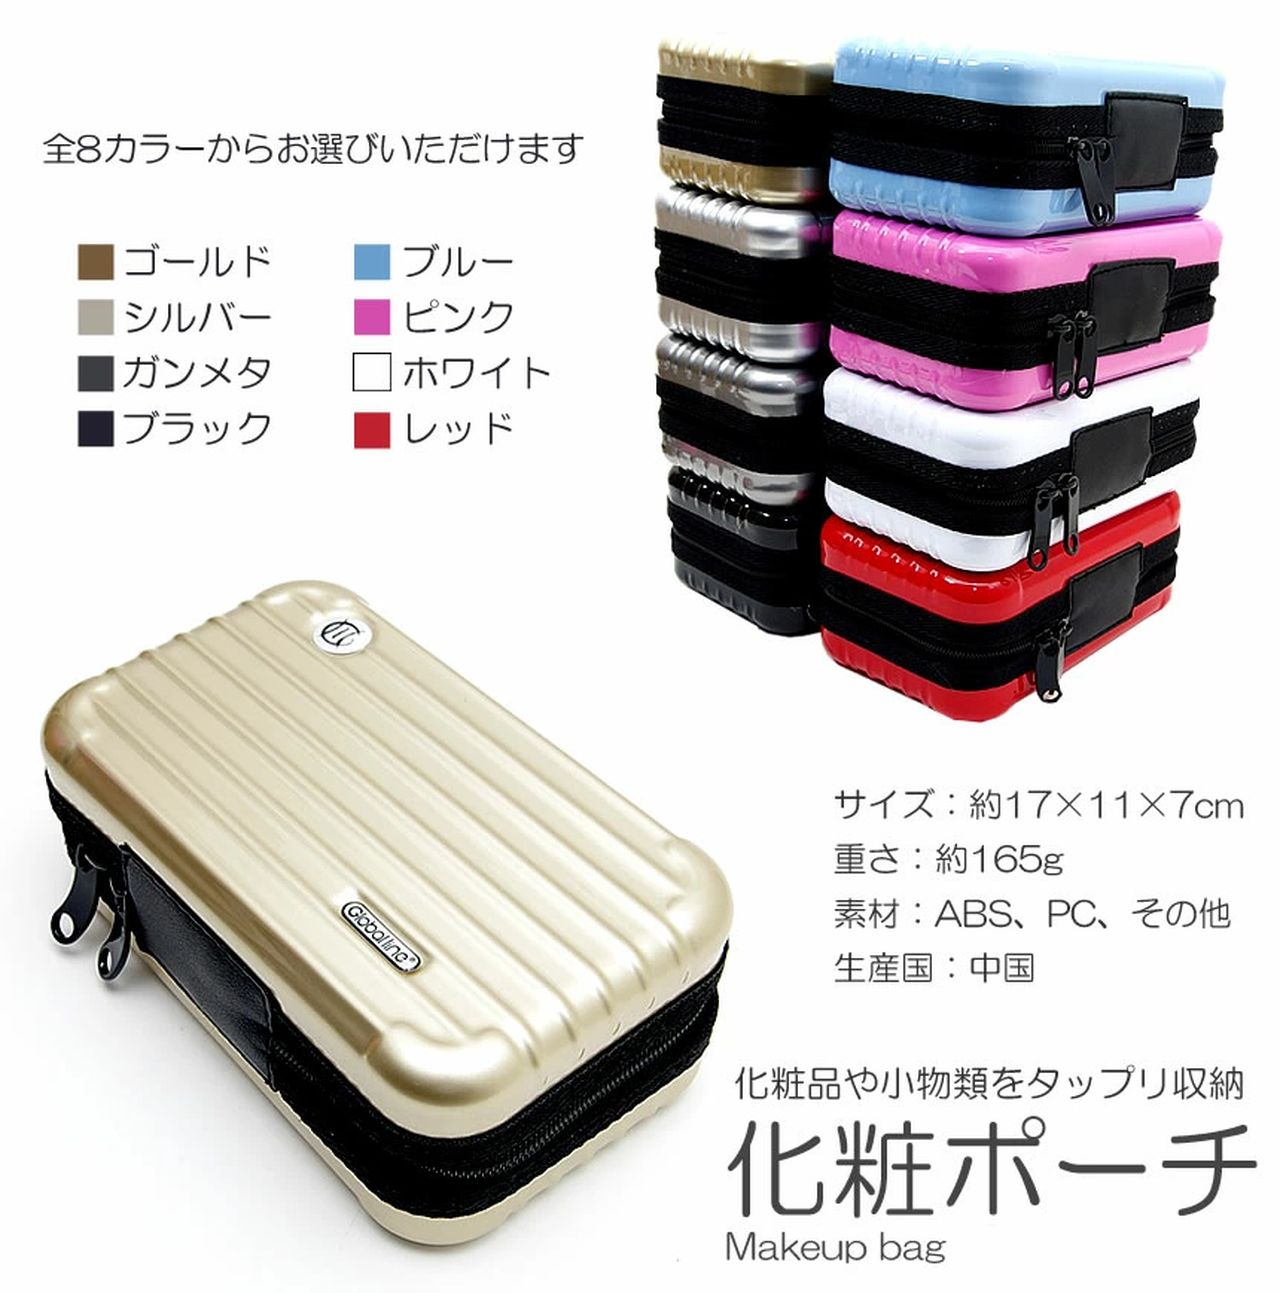 全8カラーからお選びいただけます
ゴールド
シルバー
ガンメタ
ブラック
ブルー
ピンク
ホワイト
レッド
Globalline®
サイズ：約17×11×7cm
重さ：約165g
素材：ABS、PC、その他
生産国：中国
化粧品や小物類をタップリ収納
化粧ポーチ
Makeup bag